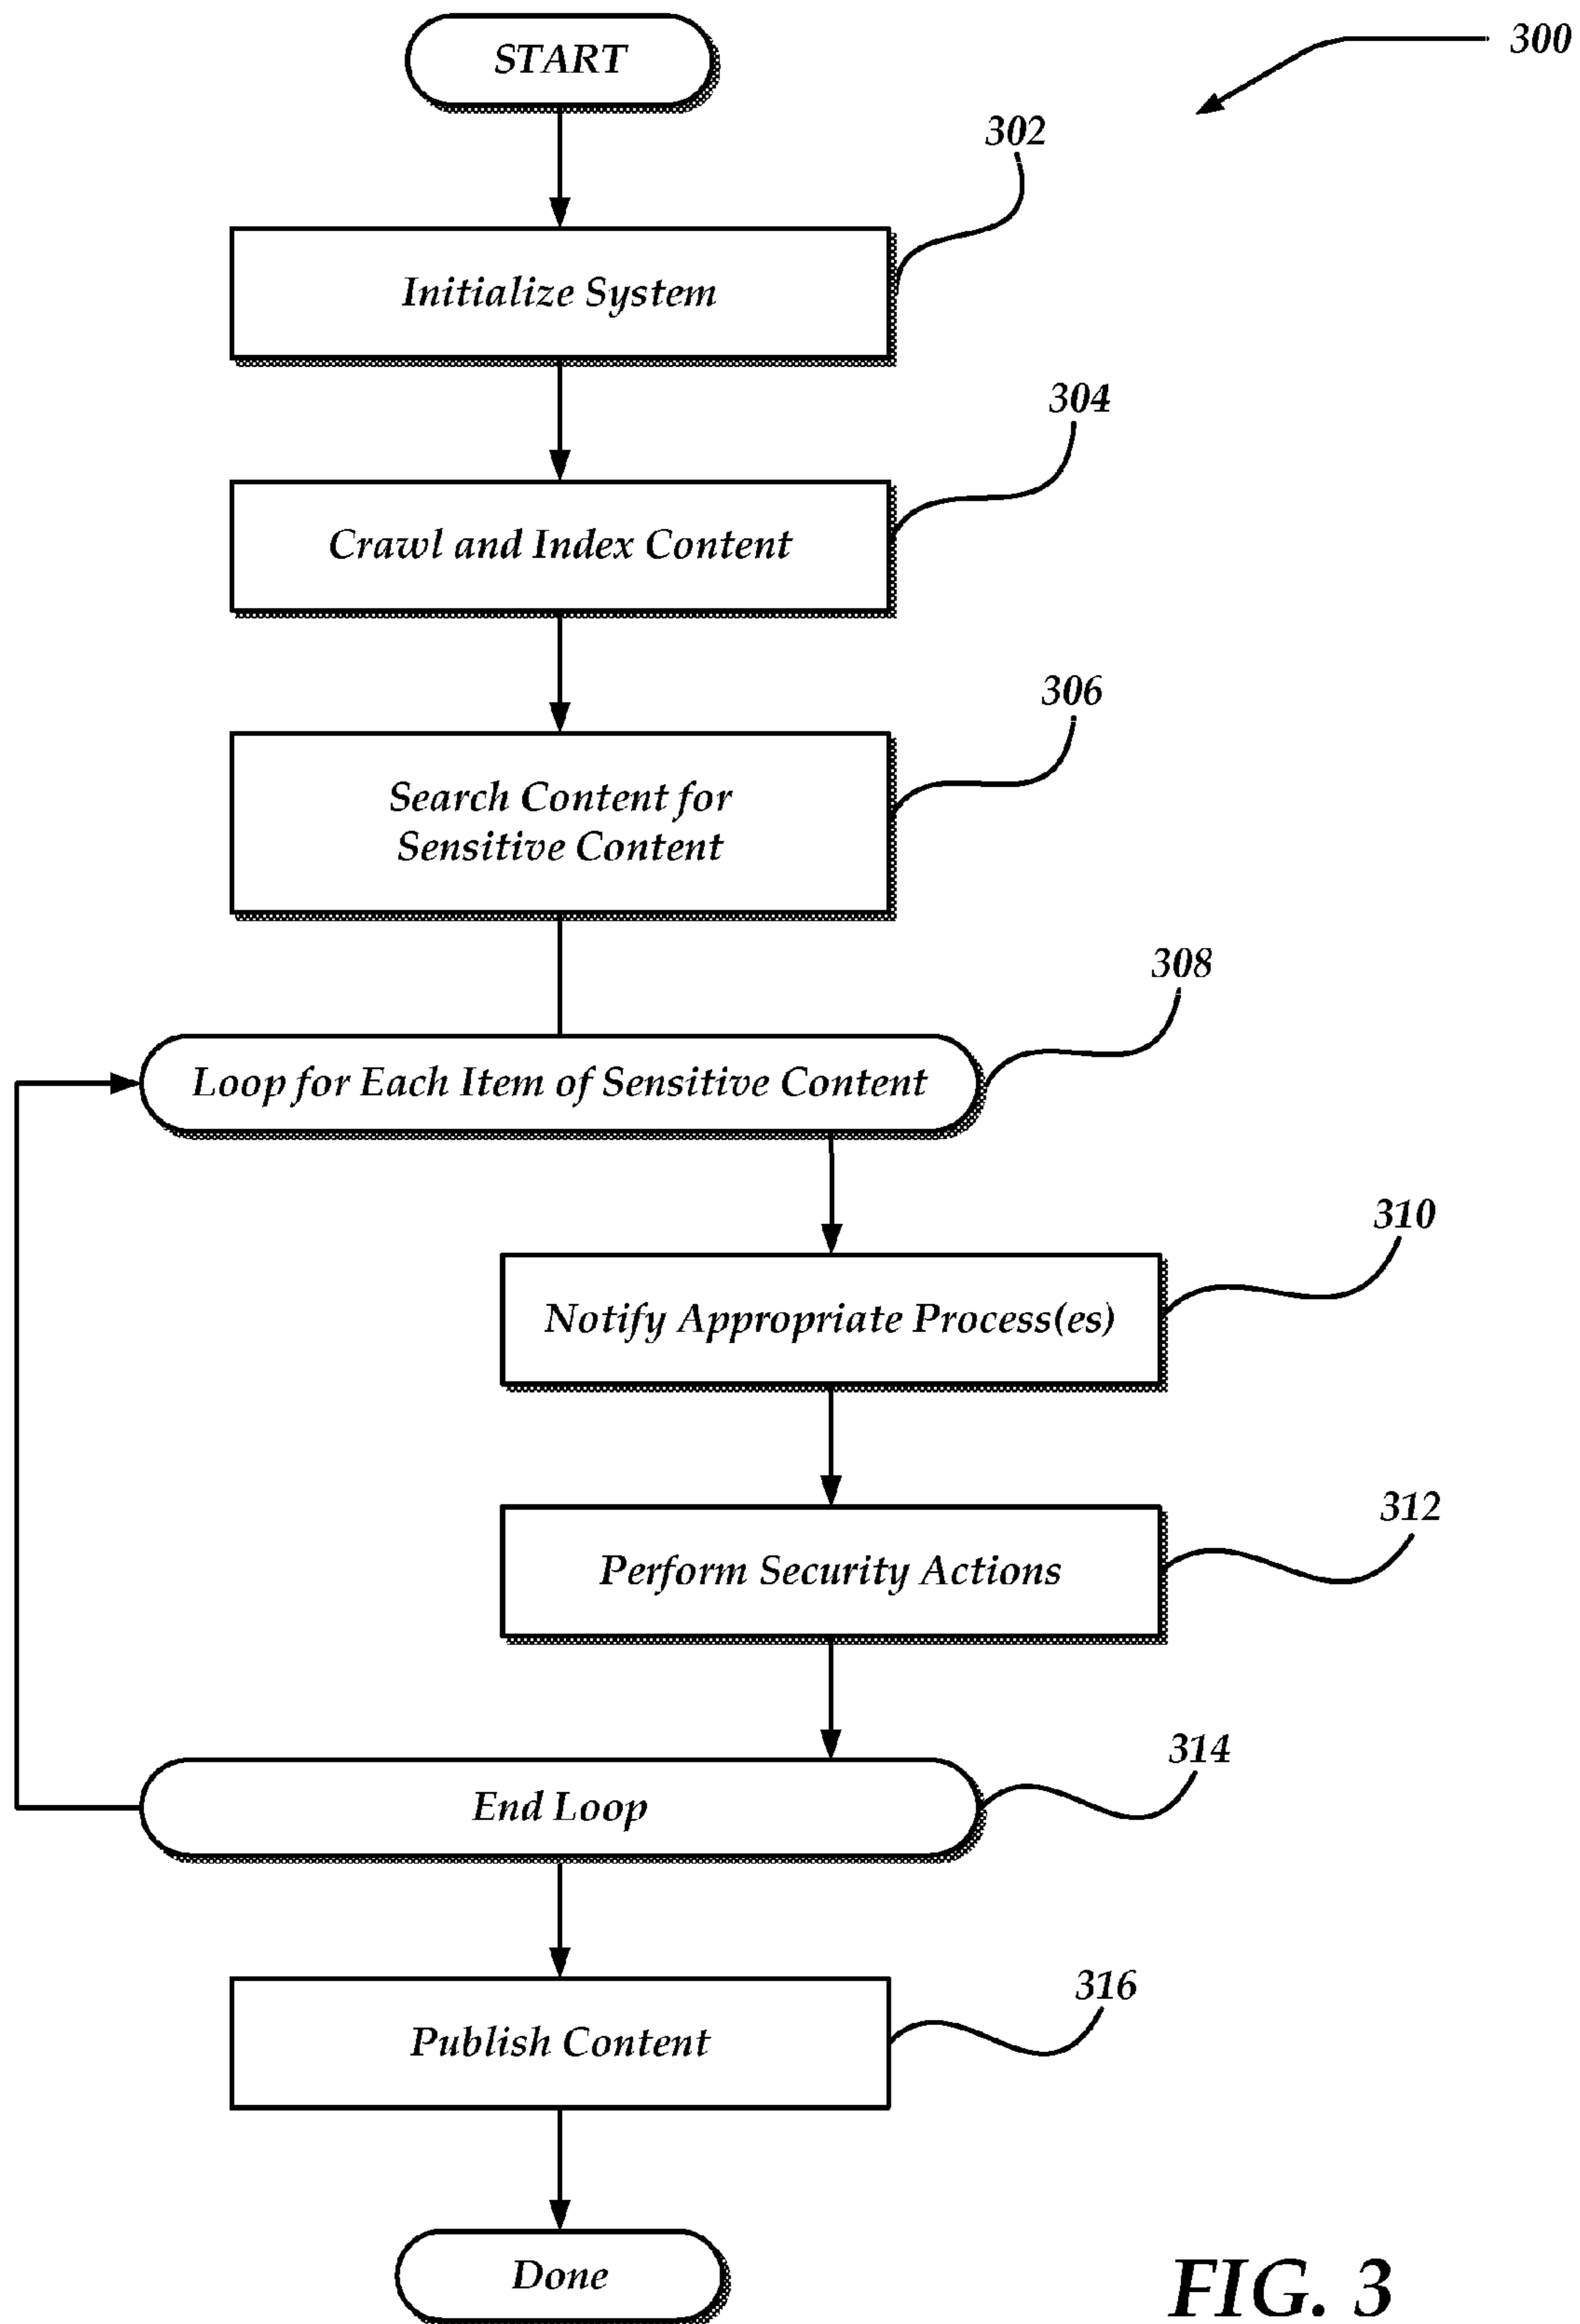 START
300
302
Initialize System
304
Crawl and Index Content
306
Search Content for
Sensitive Content
308
Loop for Each Item of Sensitive Content
310
Notify Appropriate Process(es)
312
Perform Security Actions
314
End Loop
316
Publish Content
Done
FIG. 3